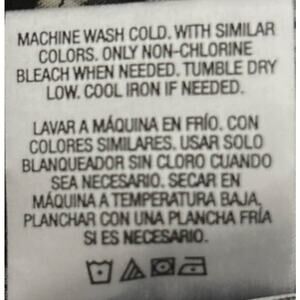 MACHINE WASH COLD. WITH SIMILAR
COLORS. ONLY NON-CHLORINE
BLEACH WHEN NEEDED. TUMBLE DRY
LOW. COOL IRON IF NEEDED.
LAVAR A MÁQUINA EN FRÍO. CON
COLORES SIMILARES. USAR SOLO
BLANQUEADOR SIN CLORO CUANDO
SEA NECESARIO. SECAR EN
MÁQUINA A TEMPERATURA BAJA.
PLANCHAR CON UNA PLANCHA FRÍA
SI ES NECESARIO.